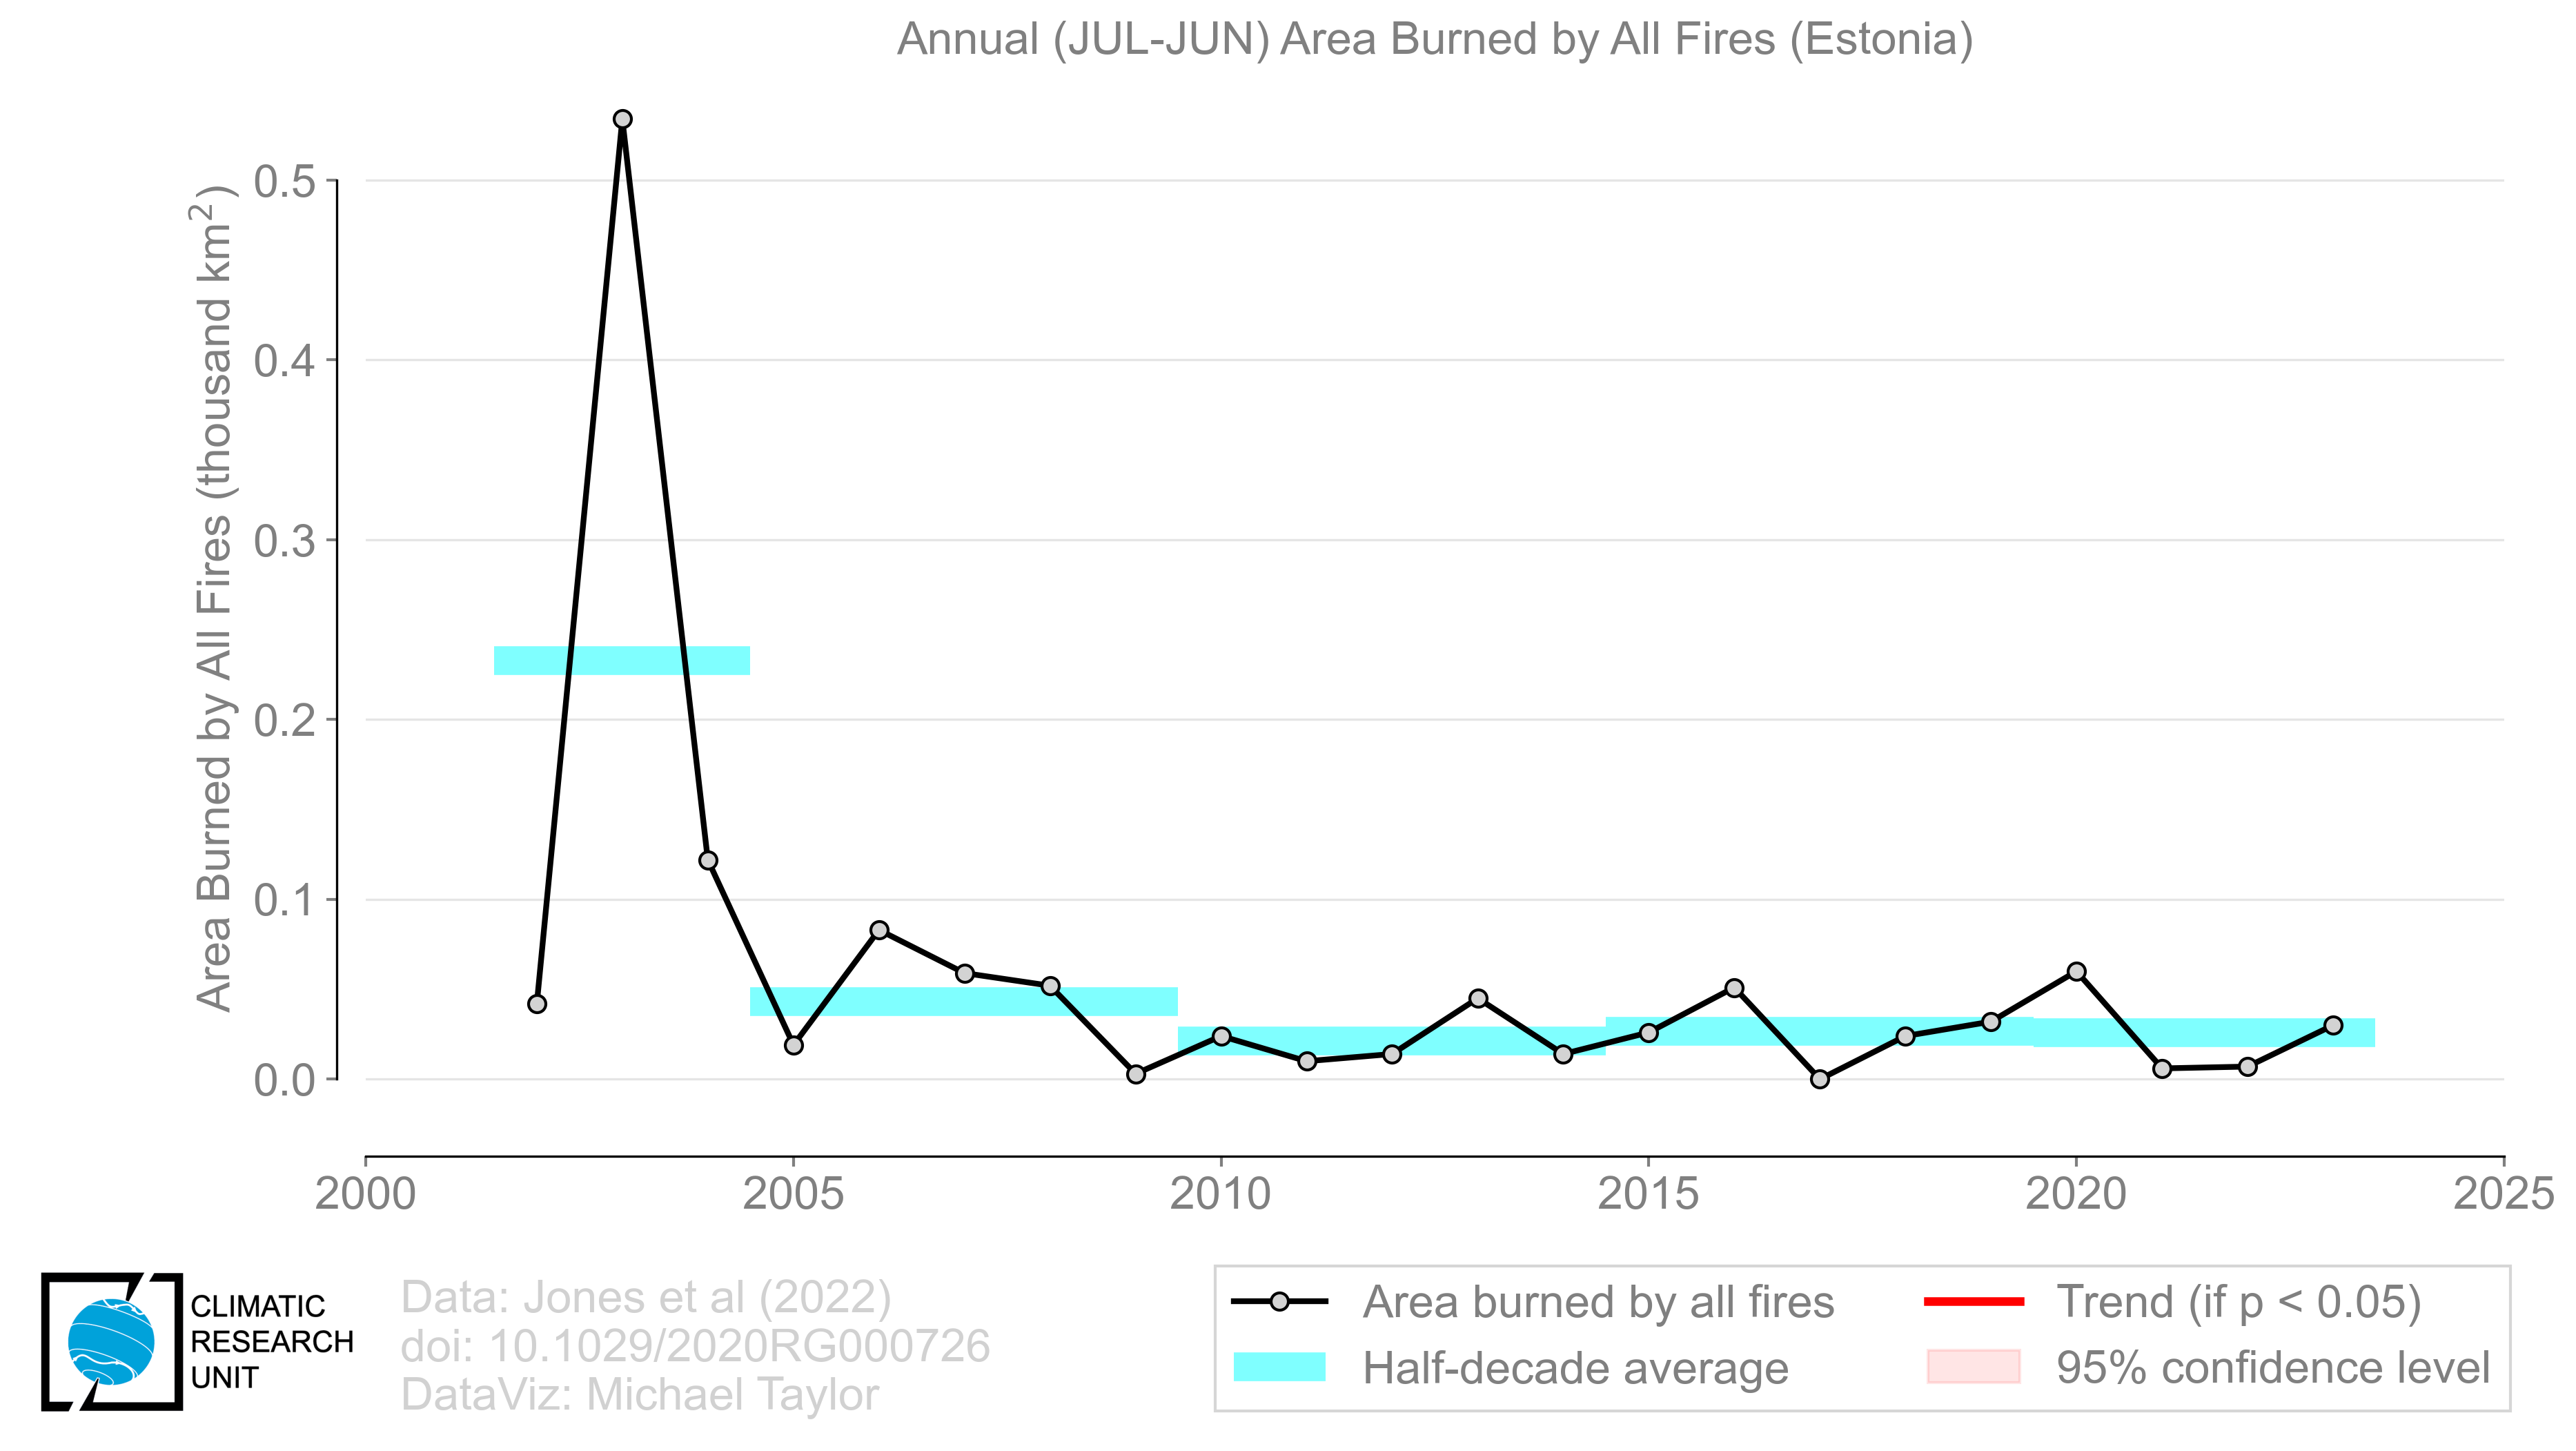 Annual (JUL-JUN) Area Burned by All Fires (Estonia)
Area Burned by All Fires (thousand km²)
0.5
0.4
0.3
0.2
0.1
0.0
2000 2005 2010 2015 2020 2025
CLIMATIC
RESEARCH
UNIT
Data: Jones et al (2022)
doi: 10.1029/2020RG000726
DataViz: Michael Taylor
Area burned by all fires
Half-decade average
Trend (if p < 0.05)
95% confidence level